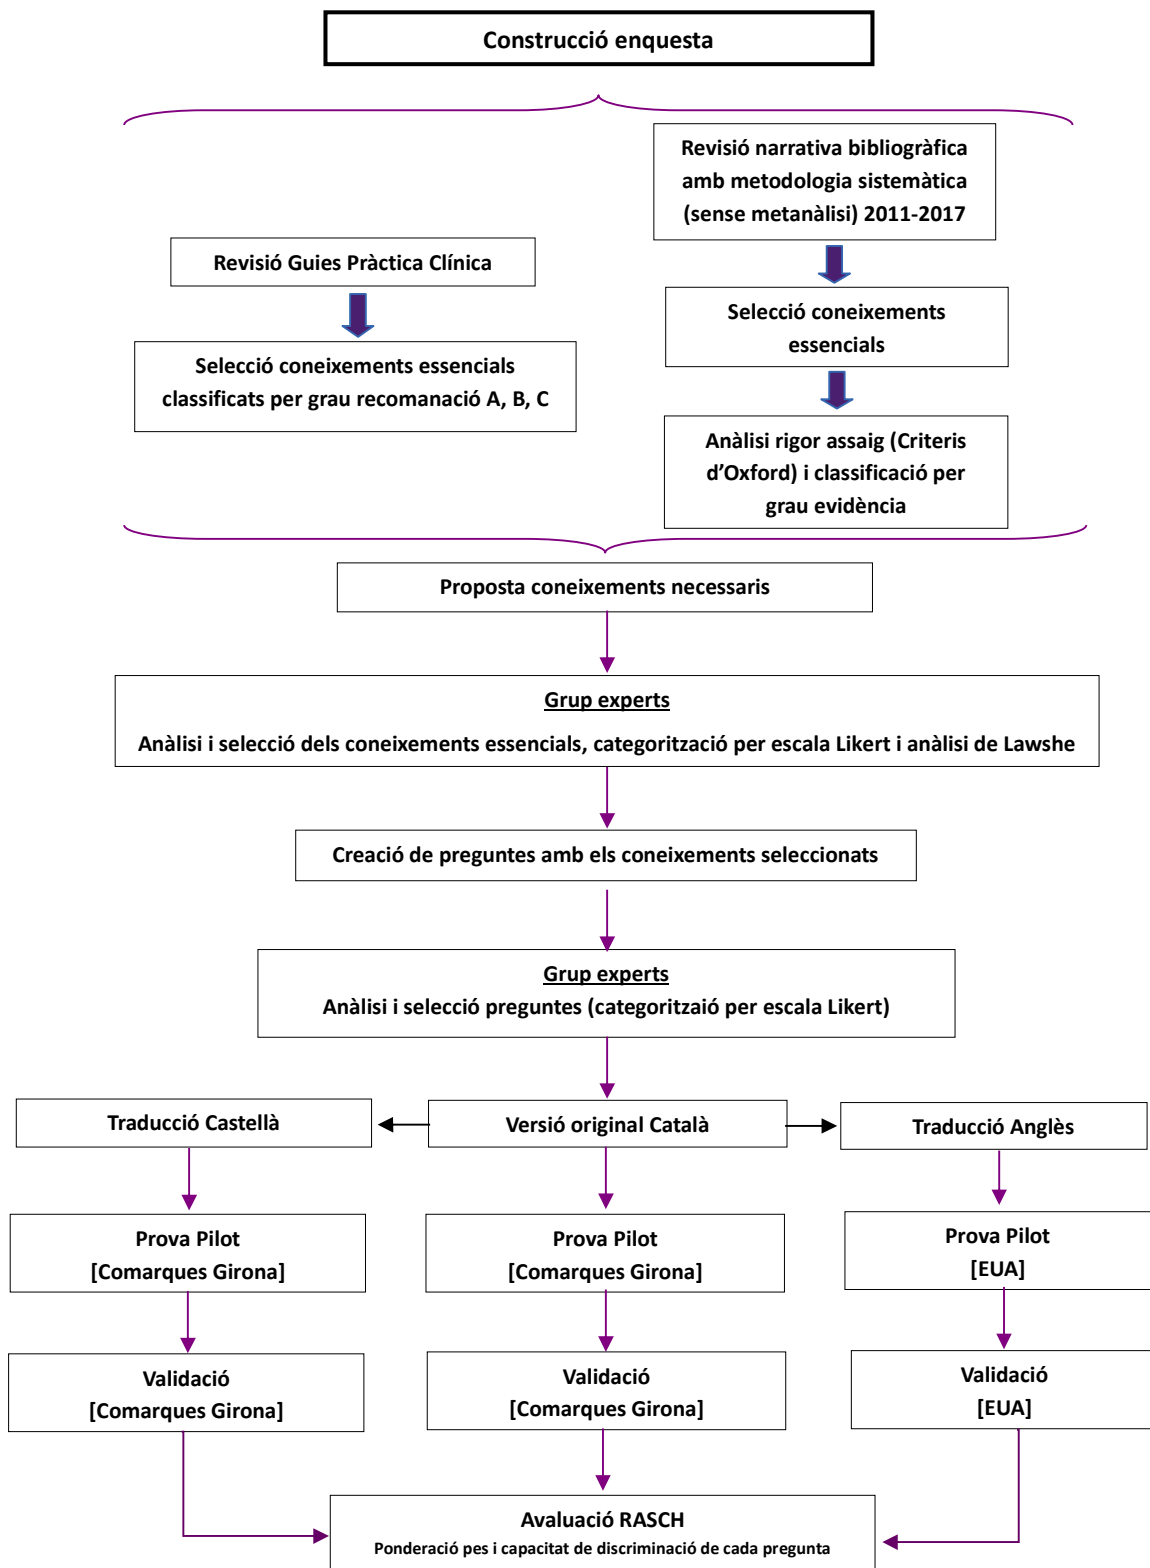 Construcció enquesta
Revisió narrativa bibliogràfica
amb metodologia sistemàtica
(sense metanàlisi) 2011-2017
Revisió Guies Pràctica Clínica
Selecció coneixements
essencials
Selecció coneixements essencials
classificats per grau recomanació A, B, C
Anàlisi rigor assaig (Criteris
d’Oxford) i classificació per
grau evidència
Proposta coneixements necessaris
Grup experts
Anàlisi i selecció dels coneixements essencials, categorització per escala Likert i anàlisi de Lawshe
Creació de preguntes amb els coneixements seleccionats
Grup experts
Anàlisi i selecció preguntes (categorització per escala Likert)
Traducció Castellà
Versió original Català
Traducció Anglès
Prova Pilot
[Comarques Girona]
Prova Pilot
[Comarques Girona]
Prova Pilot
[EUA]
Validació
[Comarques Girona]
Validació
[Comarques Girona]
Validació
[EUA]
Avaluació RASCH
Ponderació pes i capacitat de discriminació de cada pregunta